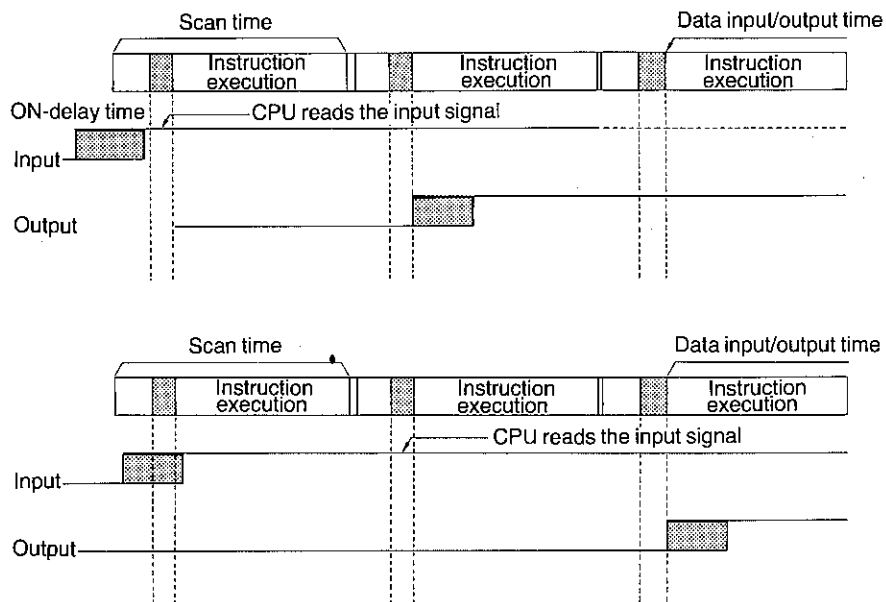 Scan time
Data input/output time
Instruction execution
Instruction execution
Instruction execution
ON-delay time
CPU reads the input signal
Input
Output
Scan time
Data input/output time
Instruction execution
Instruction execution
Instruction execution
CPU reads the input signal
Input
Output